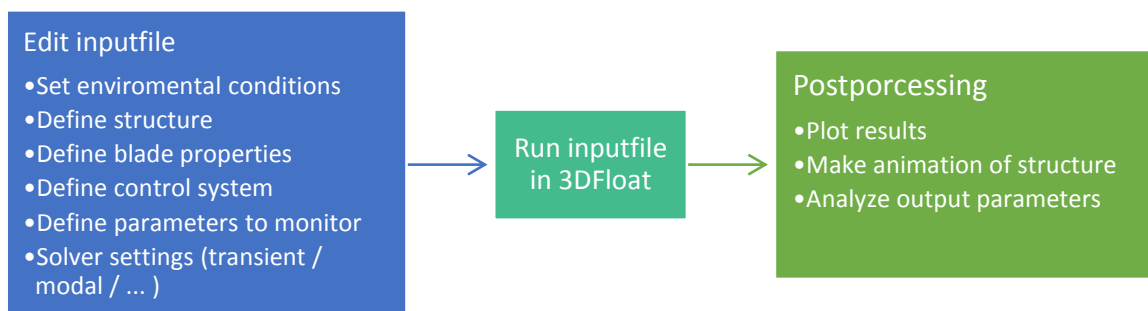 Edit inputfile
•Set enviromental conditions
•Define structure
•Define blade properties
•Define control system
•Define parameters to monitor
•Solver settings (transient /
modal / ... )
Run inputfile
in 3DFloat
Postporcessing
•Plot results
•Make animation of structure
•Analyze output parameters